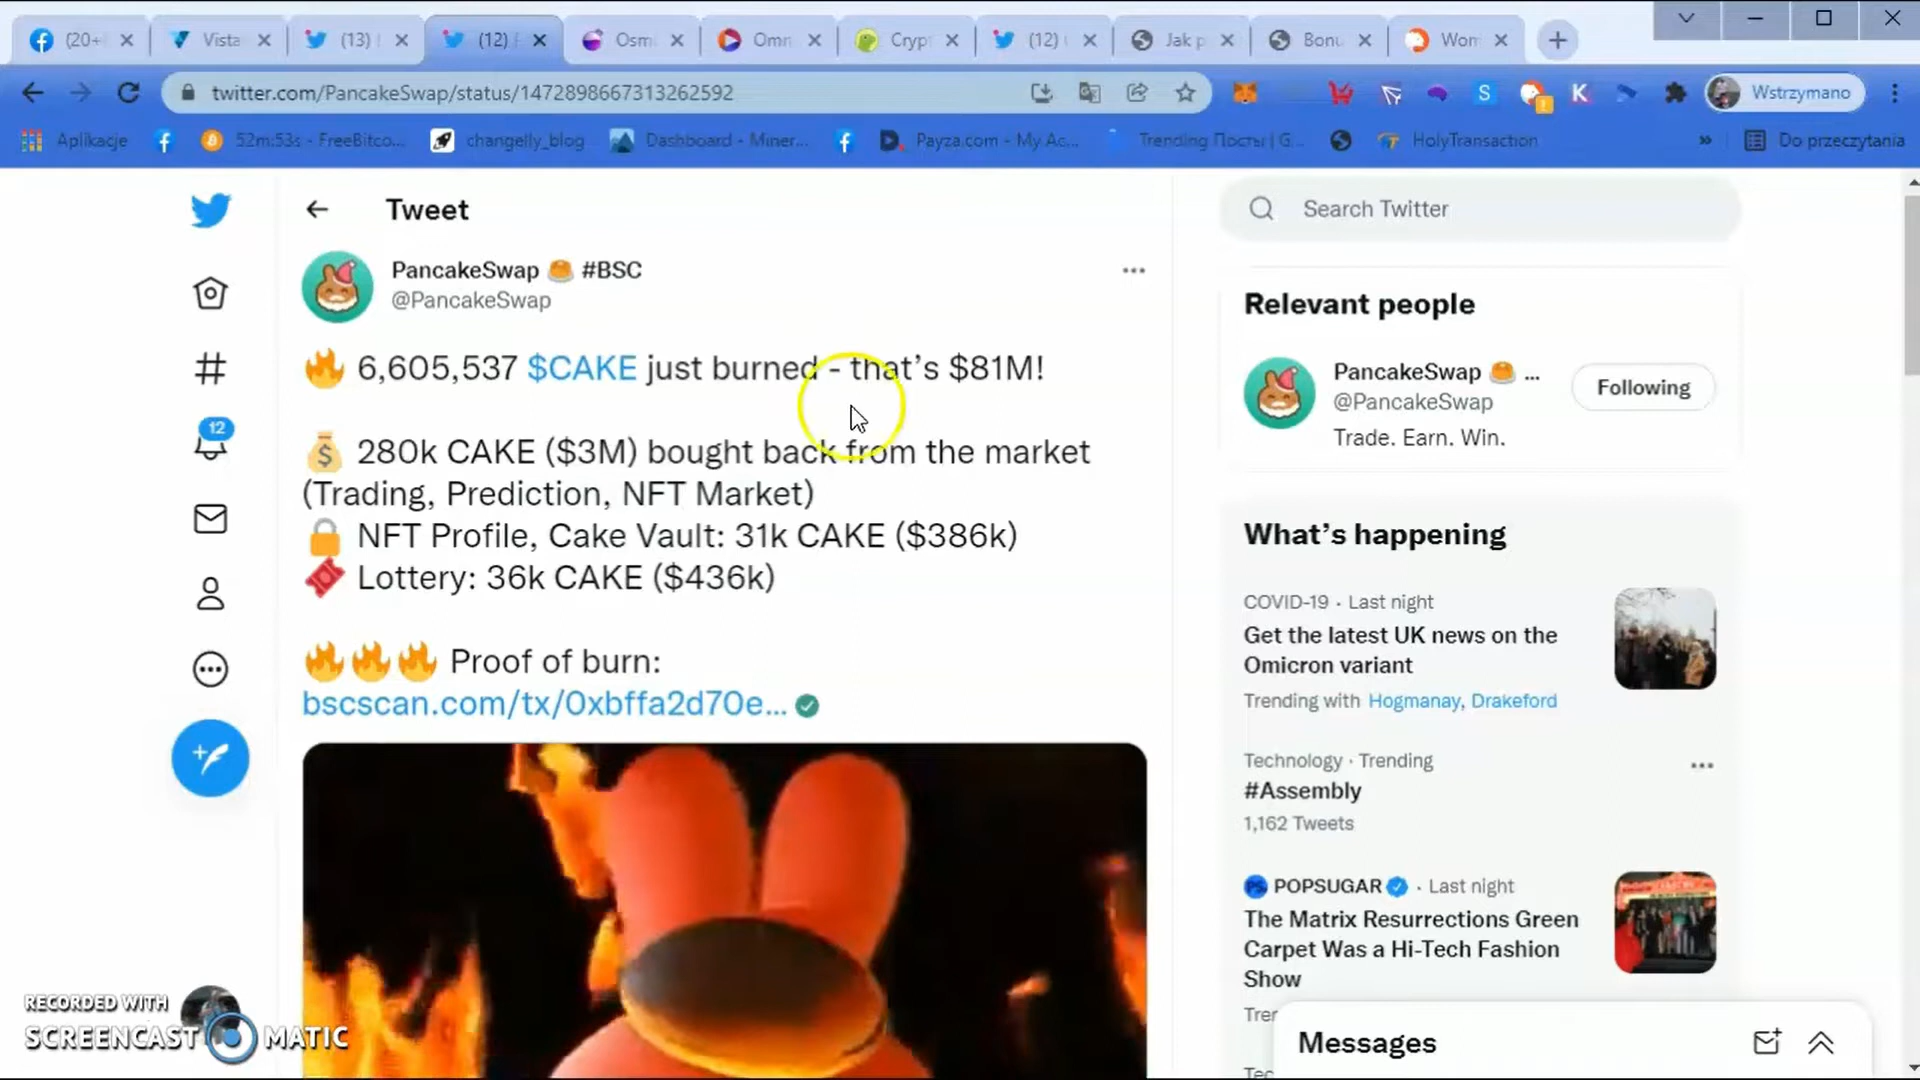 (20+
Vista
(13)
(12)
Osm
Omn
Cryp
(12)
Jak p
Bonu
Won
twitter.com/PancakeSwap/status/1472898667313262592
Wstrzymano
Aplikacje
52m:53s - FreeBitco...
changelly_blog
Dashboard - Miner...
Payza.com - My Ac...
Trending Посты | G...
HolyTransaction
»
Do przeczytania
Tweet
Search Twitter
PancakeSwap 🥞 #BSC
@PancakeSwap
🔥 6,605,537 $CAKE just burned - that's $81M!
💰 280k CAKE ($3M) bought back from the market
(Trading, Prediction, NFT Market)
🔒 NFT Profile, Cake Vault: 31k CAKE ($386k)
🎟️ Lottery: 36k CAKE ($436k)
🔥🔥🔥 Proof of burn:
bscscan.com/tx/0xbffa2d70e...
12
Relevant people
PancakeSwap 🥞 ...
@PancakeSwap
Following
Trade. Earn. Win.
What's happening
COVID-19 · Last night
Get the latest UK news on the
Omicron variant
Trending with Hogmanay, Drakeford
Technology · Trending
#Assembly
1,162 Tweets
PS POPSUGAR · Last night
The Matrix Resurrections Green
Carpet Was a Hi-Tech Fashion
Show
Messages
RECORDED WITH
SCREENCAST MATIC